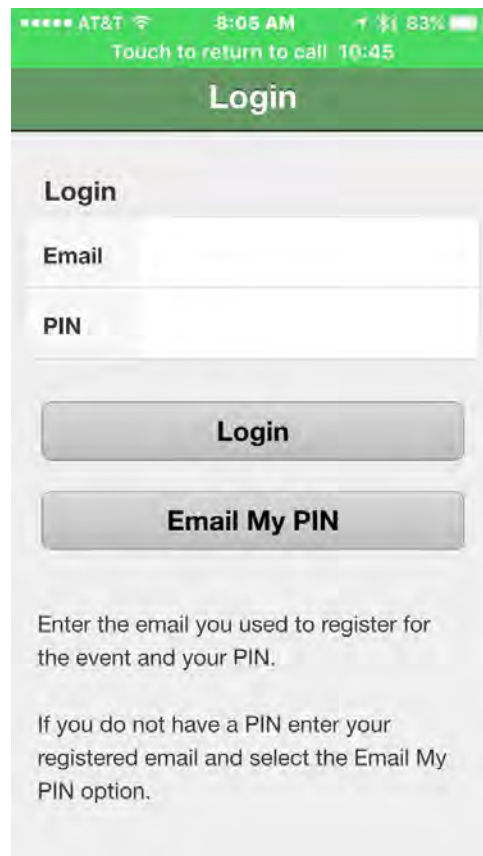 AT&T 8:05 AM 83%
Touch to return to call 10:45
Login
Login
Email
PIN
Login
Email My PIN
Enter the email you used to register for
the event and your PIN.
If you do not have a PIN enter your
registered email and select the Email My
PIN option.